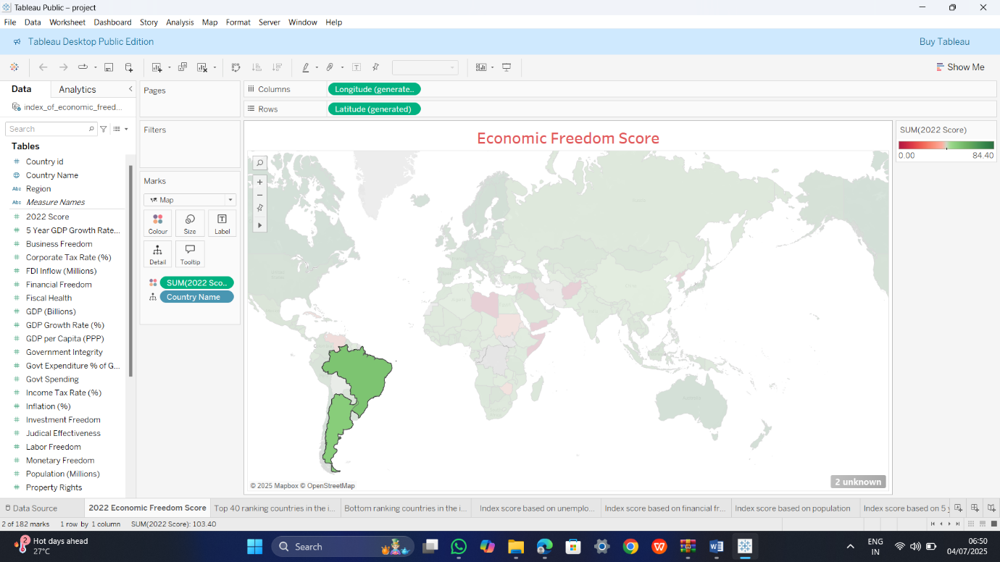 Tableau Public – project
File Data Worksheet Dashboard Story Analysis Map Format Server Window Help
Tableau Desktop Public Edition
Buy Tableau
Show Me
Data
Analytics
index_of_economic_freed...
Search
Tables
Country id
Country Name
Abc Region
Abc Measure Names
2022 Score
5 Year GDP Growth Rate...
Business Freedom
Corporate Tax Rate (%)
FDI Inflow (Millions)
Financial Freedom
Fiscal Health
GDP (Billions)
GDP Growth Rate (%)
GDP per Capita (PPP)
Government Integrity
Govt Expenditure % of G...
Govt Spending
Income Tax Rate (%)
Inflation (%)
Investment Freedom
Judical Effectiveness
Labor Freedom
Monetary Freedom
Population (Millions)
Property Rights
Pages
Filters
Marks
Map
Colour
Size
Label
Detail
Tooltip
SUM(2022 Sco..
Country Name
Columns
Longitude (generate..
Rows
Latitude (generated)
Economic Freedom Score
© 2025 Mapbox © OpenStreetMap
2 unknown
SUM(2022 Score)
0.00
84.40
Data Source
2022 Economic Freedom Score
Top 40 ranking countries in the i...
Bottom ranking countries in the i...
Index score based on unemplo...
Index score based on financial fr...
Index score based on population
Index score based on 5 y
2 of 182 marks
1 row by 1 column
SUM(2022 Score): 103.40
2
Hot days ahead
27°C
Search
ENG
IN
06:50
04/07/2025